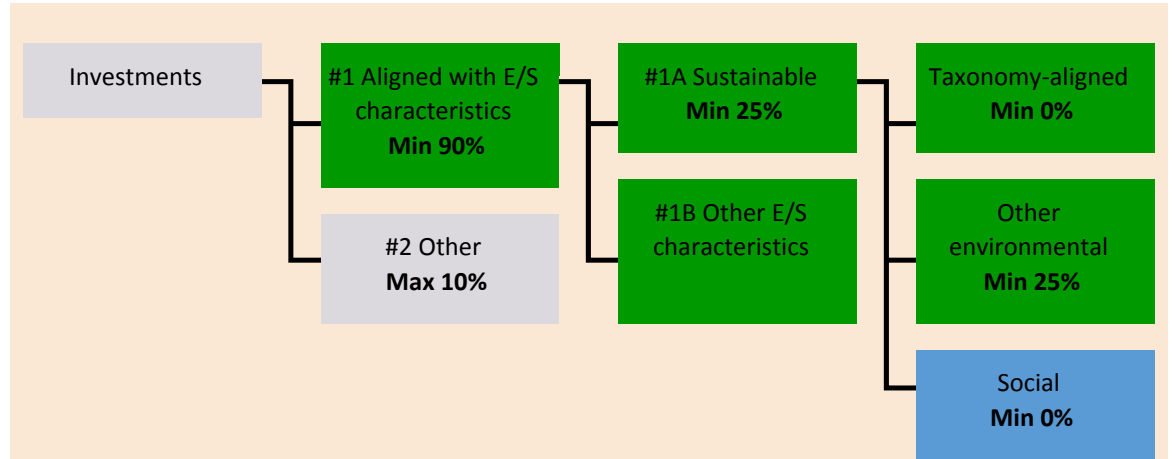 Investments
#1 Aligned with E/S
characteristics
Min 90%
#2 Other
Max 10%
#1A Sustainable
Min 25%
#1B Other E/S
characteristics
Taxonomy-aligned
Min 0%
Other
environmental
Min 25%
Social
Min 0%